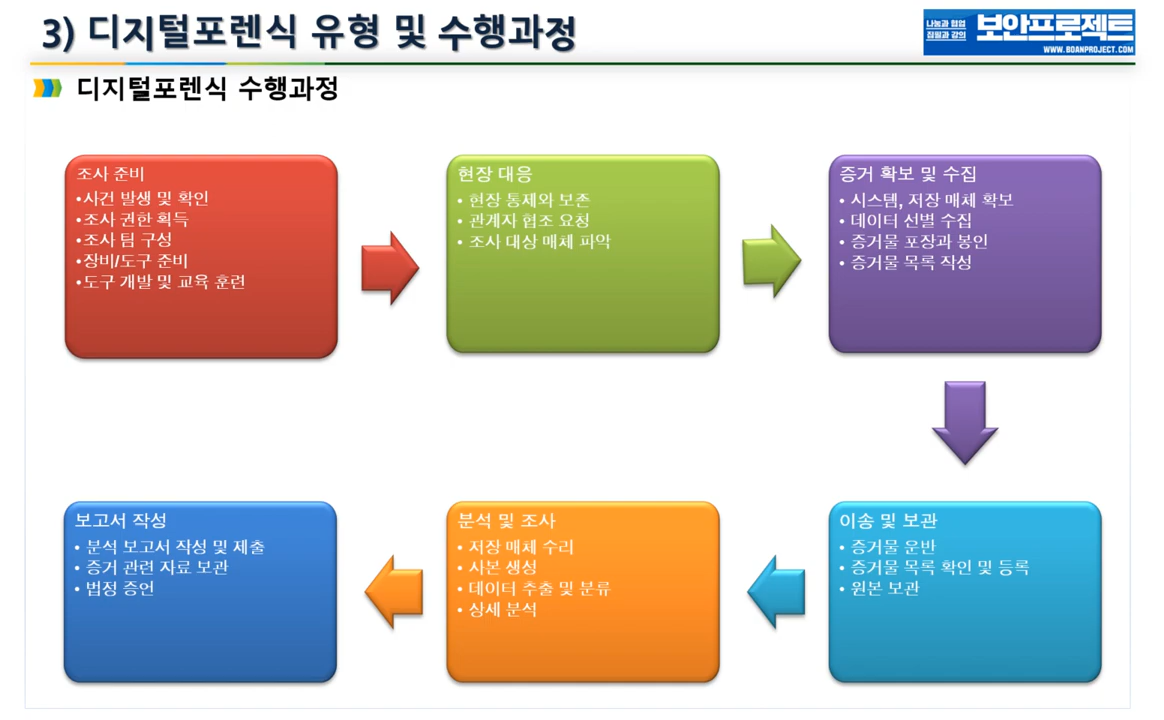 3) 디지털포렌식 유형 및 수행과정
나눔과 협업
집필과 강의
보안프로젝트
WWW.BOANPROJECT.COM
디지털포렌식 수행과정
조사 준비
•사건 발생 및 확인
•조사 권한 획득
•조사 팀 구성
•장비/도구 준비
•도구 개발 및 교육 훈련
현장 대응
• 현장 통제와 보존
• 관계자 협조 요청
• 조사 대상 매체 파악
증거 확보 및 수집
• 시스템, 저장 매체 확보
• 데이터 선별 수집
• 증거물 포장과 봉인
• 증거물 목록 작성
보고서 작성
• 분석 보고서 작성 및 제출
• 증거 관련 자료 보관
• 법정 증언
분석 및 조사
• 저장 매체 수리
• 사본 생성
• 데이터 추출 및 분류
• 상세 분석
이송 및 보관
• 증거물 운반
• 증거물 목록 확인 및 등록
• 원본 보관